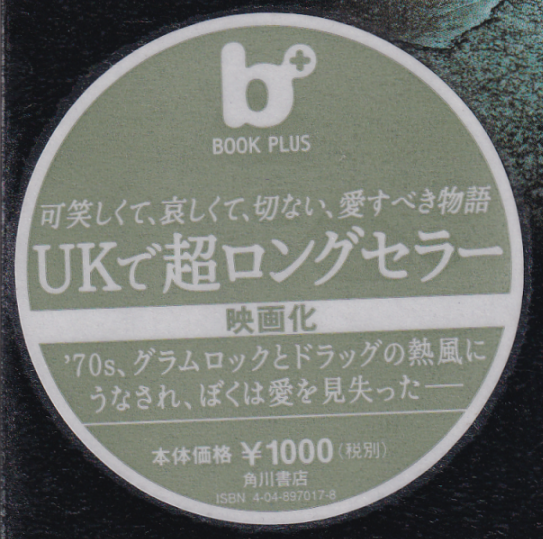 b+
BOOK PLUS
可笑しくて、哀しくて、切ない、愛すべき物語
UKで超ロングセラー
映画化
'70s、グラムロックとドラッグの熱風に
うなされ、ぼくは愛を見失った――
本体価格 ¥1000(税別)
角川書店
ISBN 4-04-897017-8